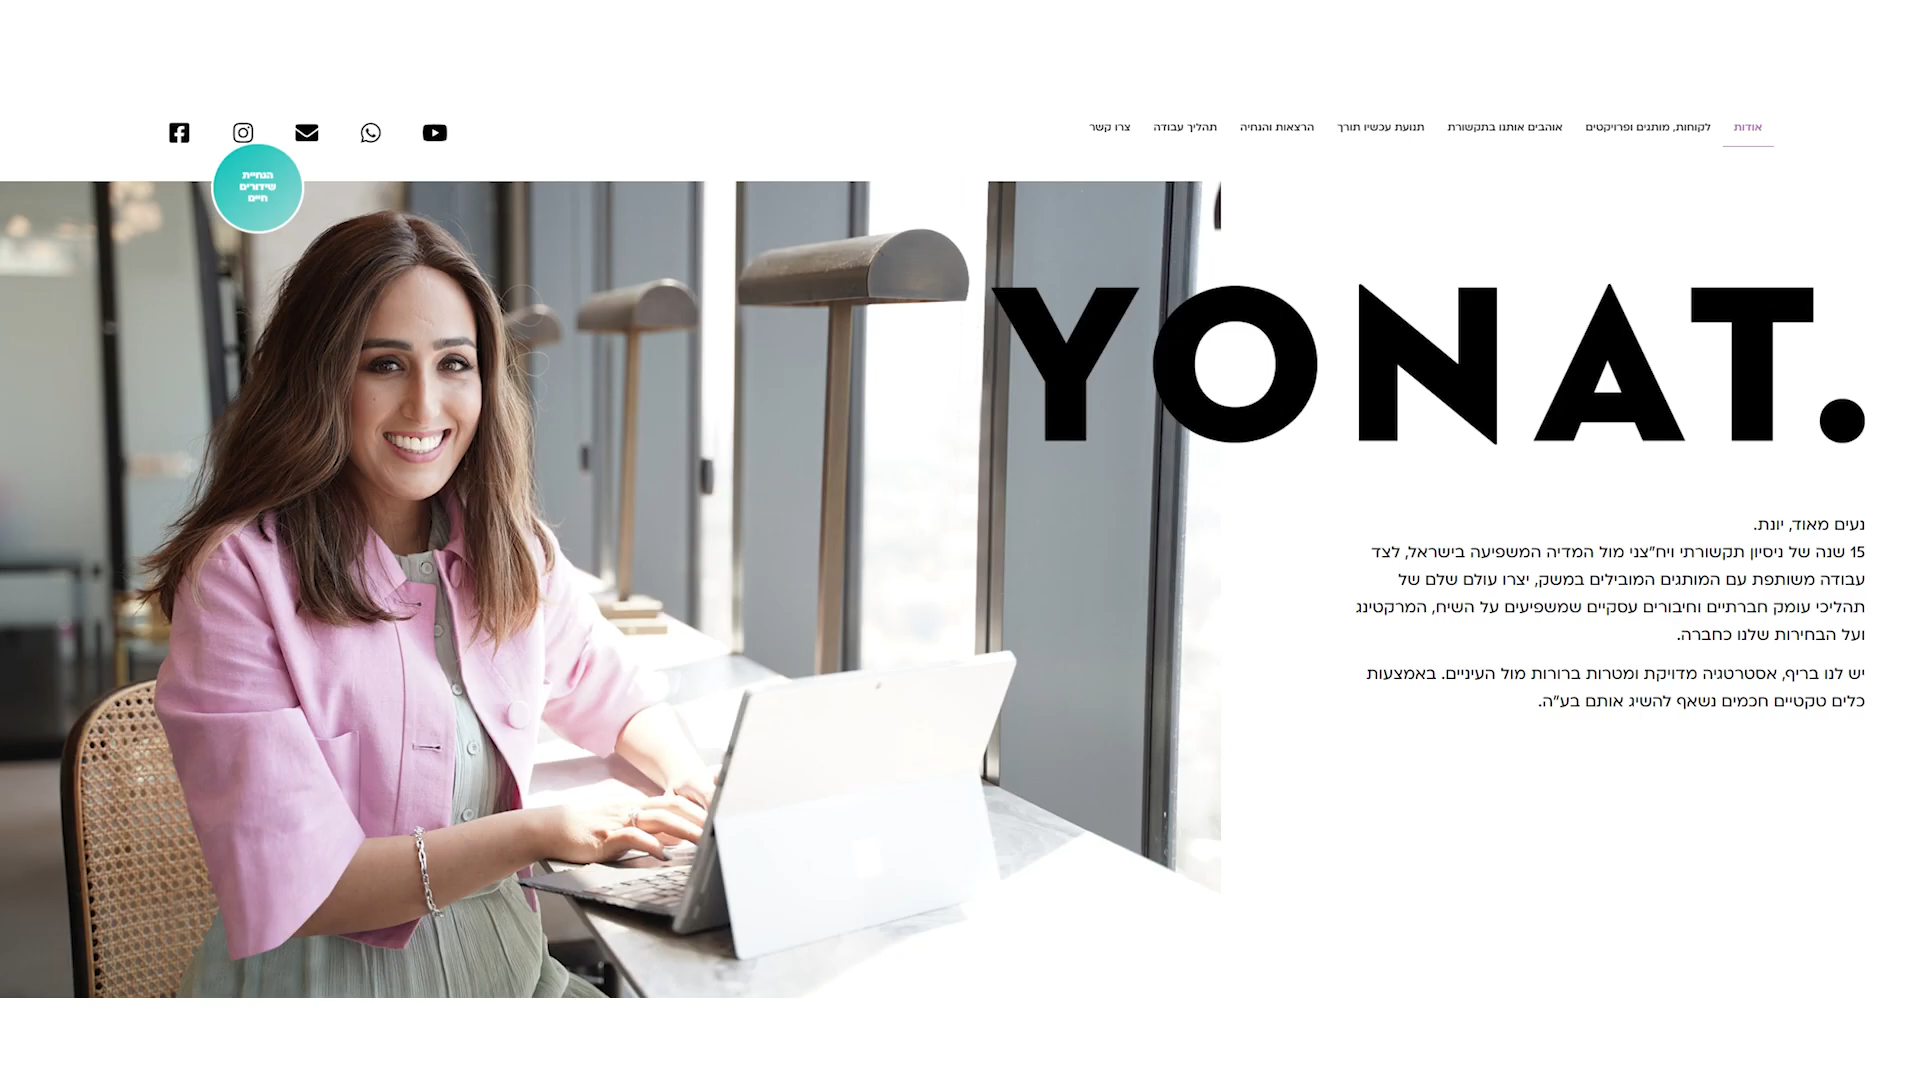 אודות
לקוחות, מותגים ופרויקטים
אוהבים אותנו בתקשורת
תנועת עכשיו תורך
הרצאות והנחיה
תהליך עבודה
צרו קשר
הנחיית
שידורים
חיים
YONAT.
נעים מאוד, יונת.
15 שנה של ניסיון תקשורתי ויח"צני מול המדיה המשפיעה בישראל, לצד
עבודה משותפת עם המותגים המובילים במשק, יצרו עולם שלם של
תהליכי עומק חברתיים וחיבורים עסקיים שמשפיעים על השיח, המרקטינג
ועל הבחירות שלנו כחברה.
יש לנו בריף, אסטרטגיה מדויקת ומטרות ברורות מול העיניים. באמצעות
כלים טקטיים חכמים נשאף להשיג אותם בע"ה.